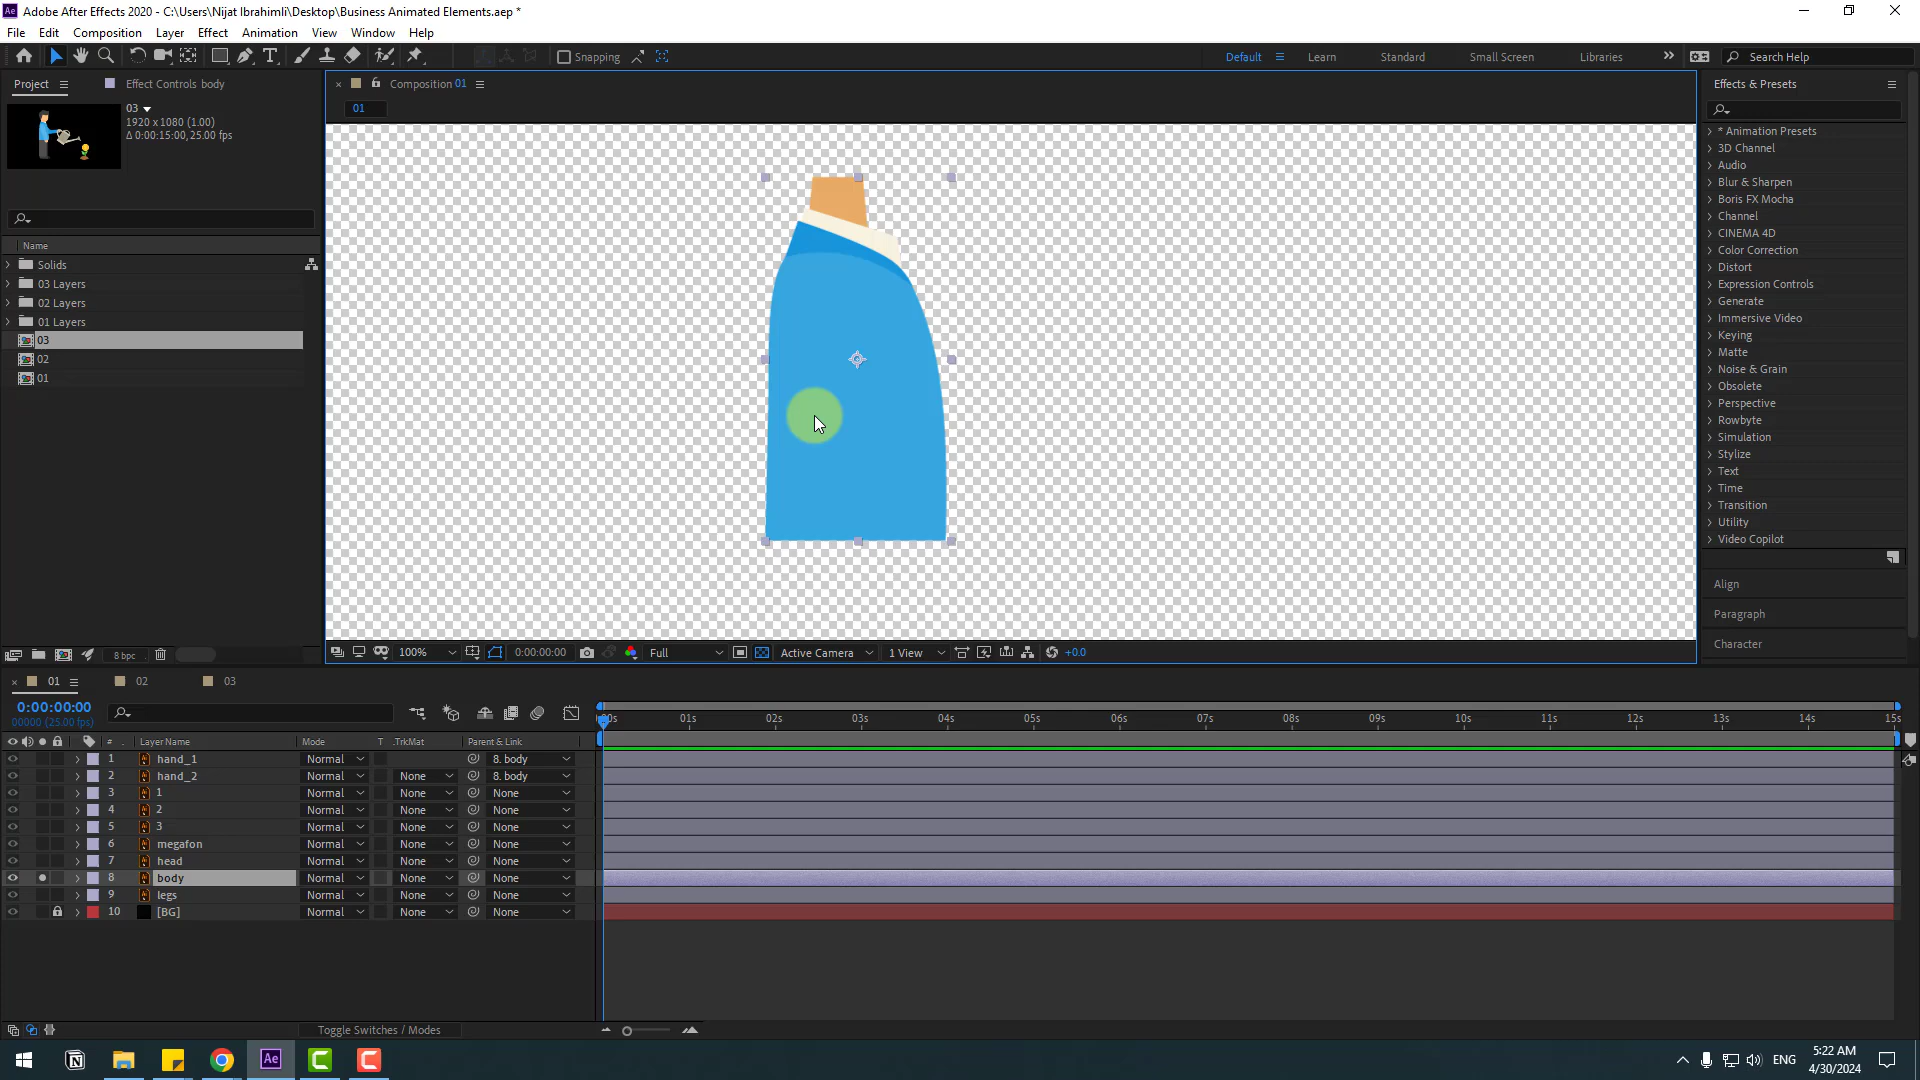 Adobe After Effects 2020 - C:\Users\Nijat Ibrahimli\Desktop\Business Animated Elements.aep *
File Edit Composition Layer Effect Animation View Window Help
Snapping
Default Learn Standard Small Screen Libraries Search Help
Project Effect Controls body
03
1920 x 1080 (1.00)
Δ 0:00:15:00, 25.00 fps
Name
Solids
03 Layers
02 Layers
01 Layers
03
02
01
8 bpc
Composition 01
01
100% 0:00:00:00 Full Active Camera 1 View +0.0
Effects & Presets
* Animation Presets
3D Channel
Audio
Blur & Sharpen
Boris FX Mocha
Channel
CINEMA 4D
Color Correction
Distort
Expression Controls
Generate
Immersive Video
Keying
Matte
Noise & Grain
Obsolete
Perspective
Rowbyte
Simulation
Stylize
Text
Time
Transition
Utility
Video Copilot
Align
Paragraph
Character
01 02 03
0:00:00:00
00000 (25.00 fps)
:00s 01s 02s 03s 04s 05s 06s 07s 08s 09s 10s 11s 12s 13s 14s 15s
# Layer Name Mode T .TrkMat Parent & Link
1 hand_1 Normal 8. body
2 hand_2 Normal None 8. body
3 1 Normal None None
4 2 Normal None None
5 3 Normal None None
6 megafon Normal None None
7 head Normal None None
8 body Normal None None
9 legs Normal None None
10 [BG] Normal None None
Toggle Switches / Modes
ENG
5:22 AM
4/30/2024